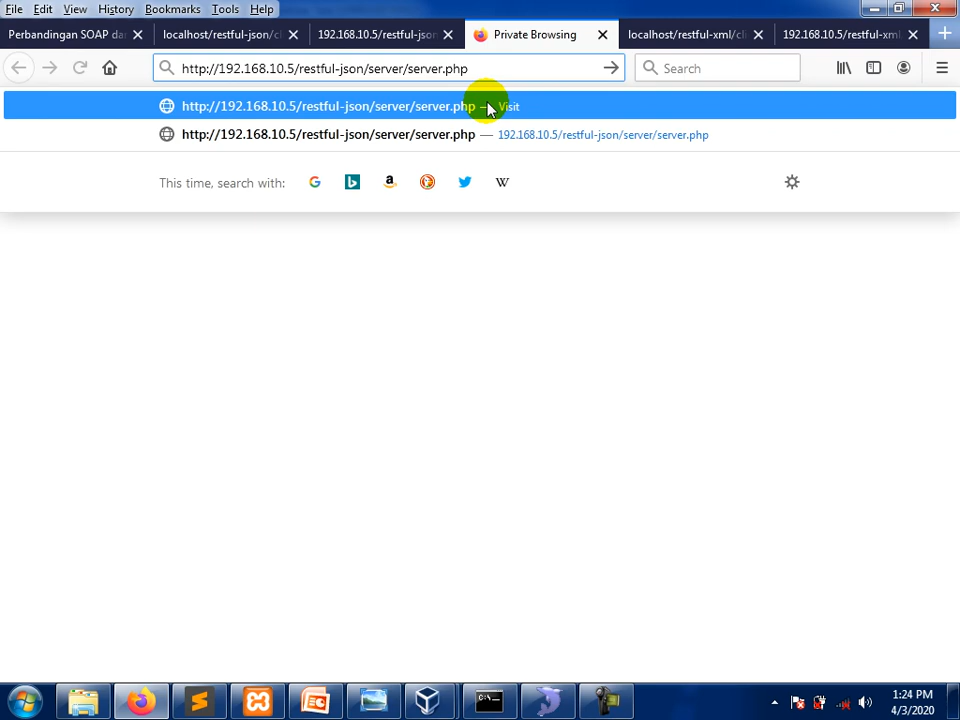 File Edit View History Bookmarks Tools Help
Perbandingan SOAP da
localhost/restful-json/cl
192.168.10.5/restful-json
Private Browsing
localhost/restful-xml/cli
192.168.10.5/restful-xml
http://192.168.10.5/restful-json/server/server.php
Search
http://192.168.10.5/restful-json/server/server.php — Visit
http://192.168.10.5/restful-json/server/server.php — 192.168.10.5/restful-json/server/server.php
This time, search with:
W
1:24 PM
4/3/2020